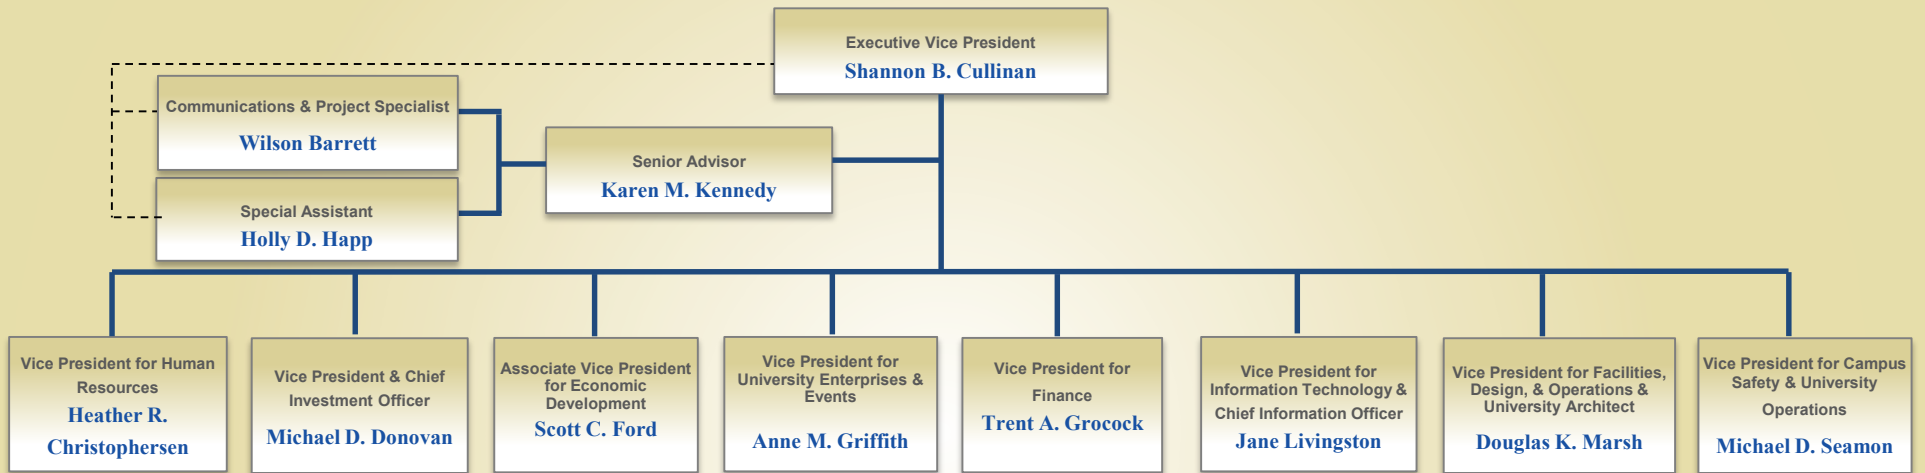 Executive Vice President
Shannon B. Cullinan
Communications & Project Specialist
Wilson Barrett
Senior Advisor
Karen M. Kennedy
Special Assistant
Holly D. Happ
Vice President for Human
Resources
Heather R.
Christophersen
Vice President & Chief
Investment Officer
Michael D. Donovan
Associate Vice President
for Economic
Development
Scott C. Ford
Vice President for
University Enterprises &
Events
Anne M. Griffith
Vice President for
Finance
Trent A. Grocock
Vice President for
Information Technology &
Chief Information Officer
Jane Livingston
Vice President for Facilities,
Design, & Operations &
University Architect
Douglas K. Marsh
Vice President for Campus
Safety & University
Operations
Michael D. Seamon